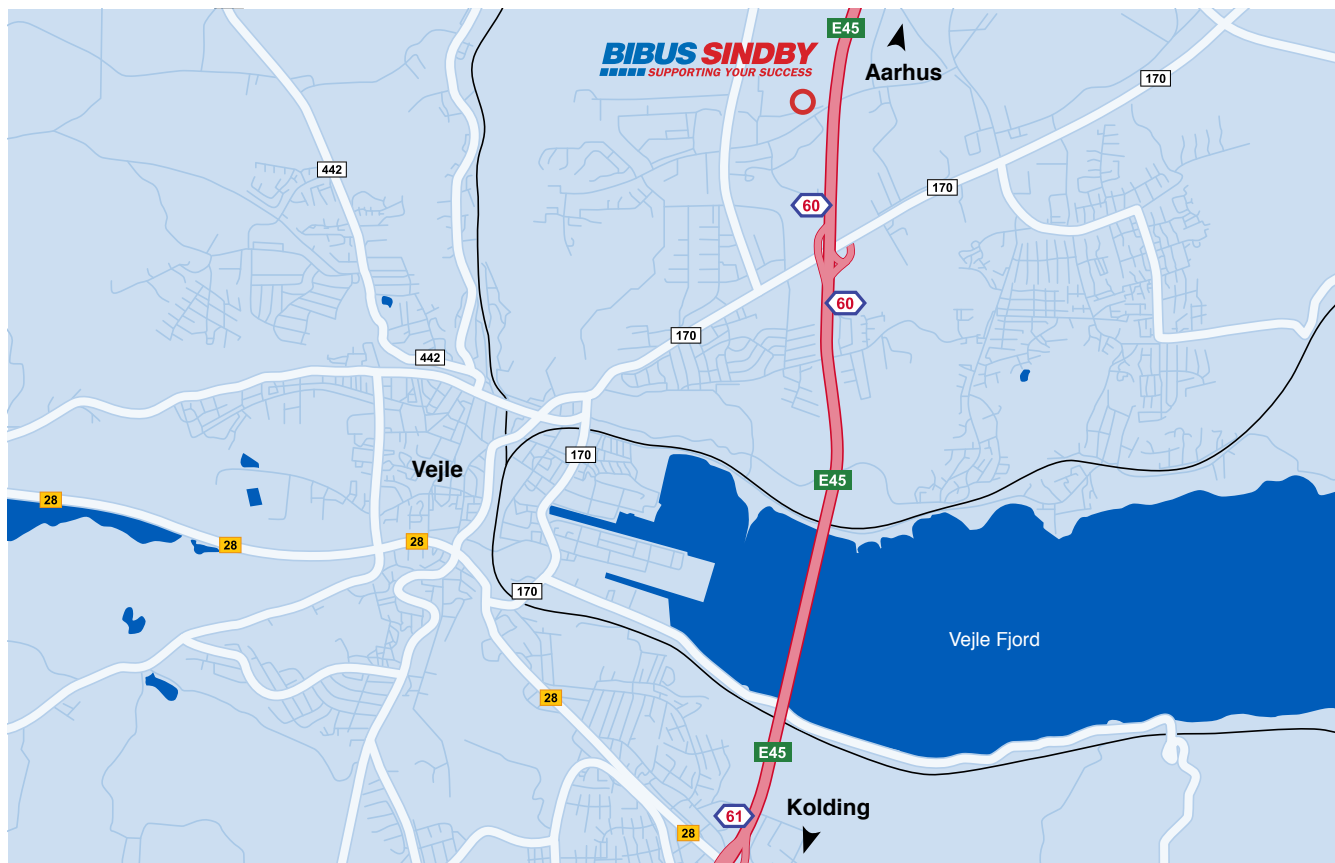 E45
BIBUS SINDBY
SUPPORTING YOUR SUCCESS
Aarhus
170
442
170
60
60
170
442
170
Vejle
E45
28
28
28
170
Vejle Fjord
28
E45
Kolding
61
28